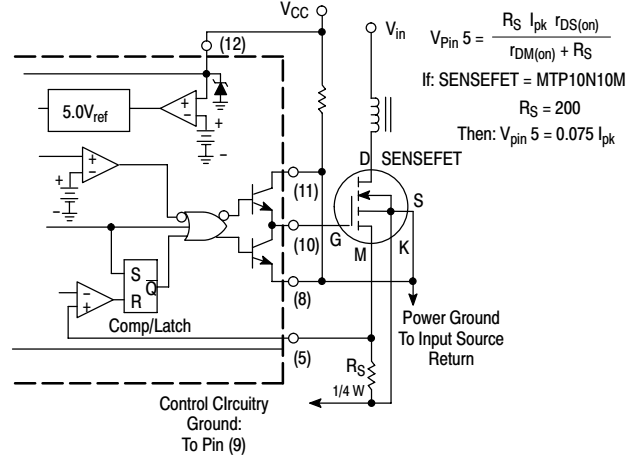 VCC
(12)
Vin
VPin 5 = RS Ipk rDS(on)
rDM(on) + RS
If: SENSEFET = MTP10N10M
RS = 200
Then: Vpin 5 = 0.075 Ipk
5.0Vref
+
−
+
−
D SENSEFET
+
−
+
−
(11)
S
(10)
G
M
K
S
Q
R
−
+
(8)
Comp/Latch
(5)
Power Ground
To Input Source
Return
RS
1/4 W
Control CIrcuitry
Ground:
To Pin (9)